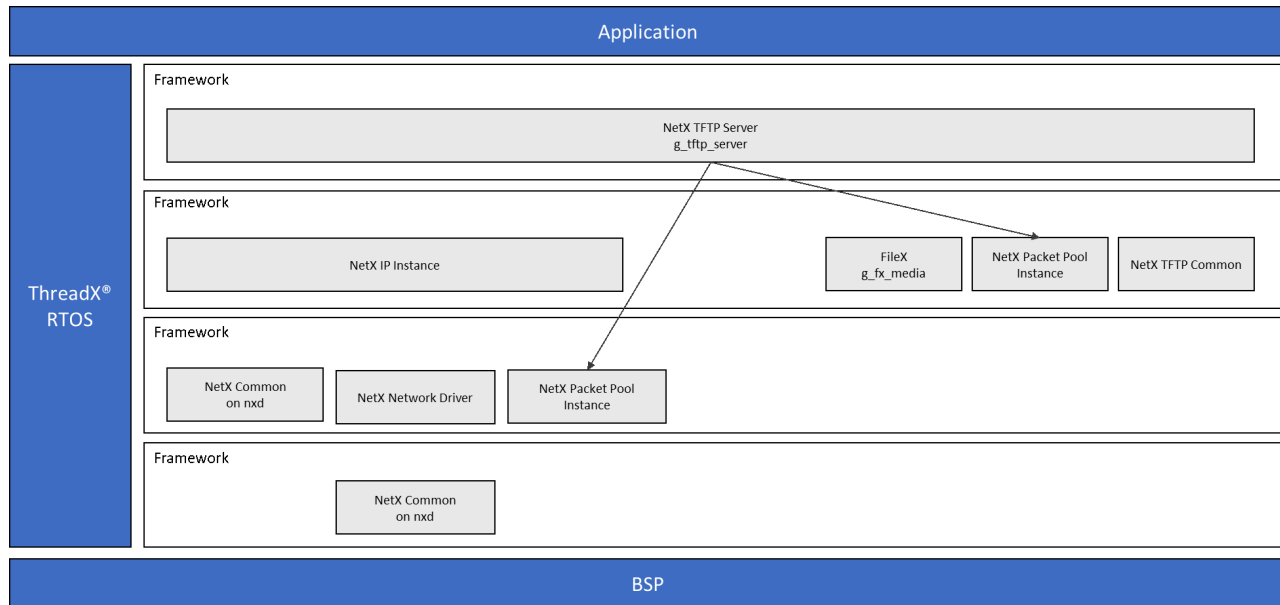 Application
ThreadX®
RTOS
Framework
NetX TFTP Server
g_tftp_server
Framework
NetX IP Instance
FileX
g_fx_media
NetX Packet Pool
Instance
NetX TFTP Common
Framework
NetX Common
on nxd
NetX Network Driver
NetX Packet Pool
Instance
Framework
NetX Common
on nxd
BSP